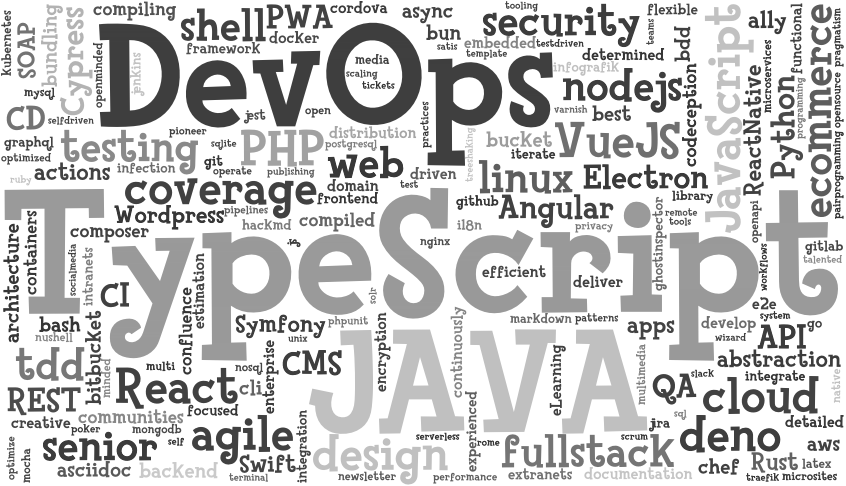 kubernetes
SOAP
bundling
Cypress
compiling
openminded
shell
PWA
cordova
async
tooling
flexible
JavaScript
ally
functional
ecommerce
pragmatism
framework
docker
bun
satis
security
teams
bdd
DevOps
jenkins
media
scaling
tickets
embedded
testdriven
template
determined
infografik
mysql
CD
selfdriven
jest
open
practices
nodejs
varnish
best
codeception
ReactNative
microservices
Python
programming
opensource
pairprogramming
graphql
optimized
testing
pioneer
sqlite
PHP
distribution
postgresql
treeshaking
bucket
iterate
VueJS
ruby
actions
infection
git
operate
publishing
web
driven
test
linux
Electron
library
coverage
domain
frontend
github
Angular
remote
tools
openapi
Wordpress
pipelines
hackmd
compiled
il8n
privacy
ghostinspector
architecture
containers
composer
nginx
gitlab
talented
TypeScript
socialmedia
intranets
efficient
deliver
workflows
CI
estimation
confluence
solr
e2e
system
bash
nushell
bitbucket
Symfony
phpunit
unix
encryption
continuously
markdown
patterns
apps
develop
wizard
API
go
tdd
minded
multi
nosql
enterprise
CMS
JAVA
eLearning
multimedia
abstraction
slack
integrate
native
REST
React
cli
QA
cloud
creative
communities
focused
experienced
sql
jra
detailed
poker
mongodb
self
senior
agile
integration
serverless
rome
scrum
deno
aws
optimize
mocha
asciidoc
backend
Swift
terminal
design
newsletter
performance
fullstack
extranets
documentation
chef
Rust
latex
traefik
microsites